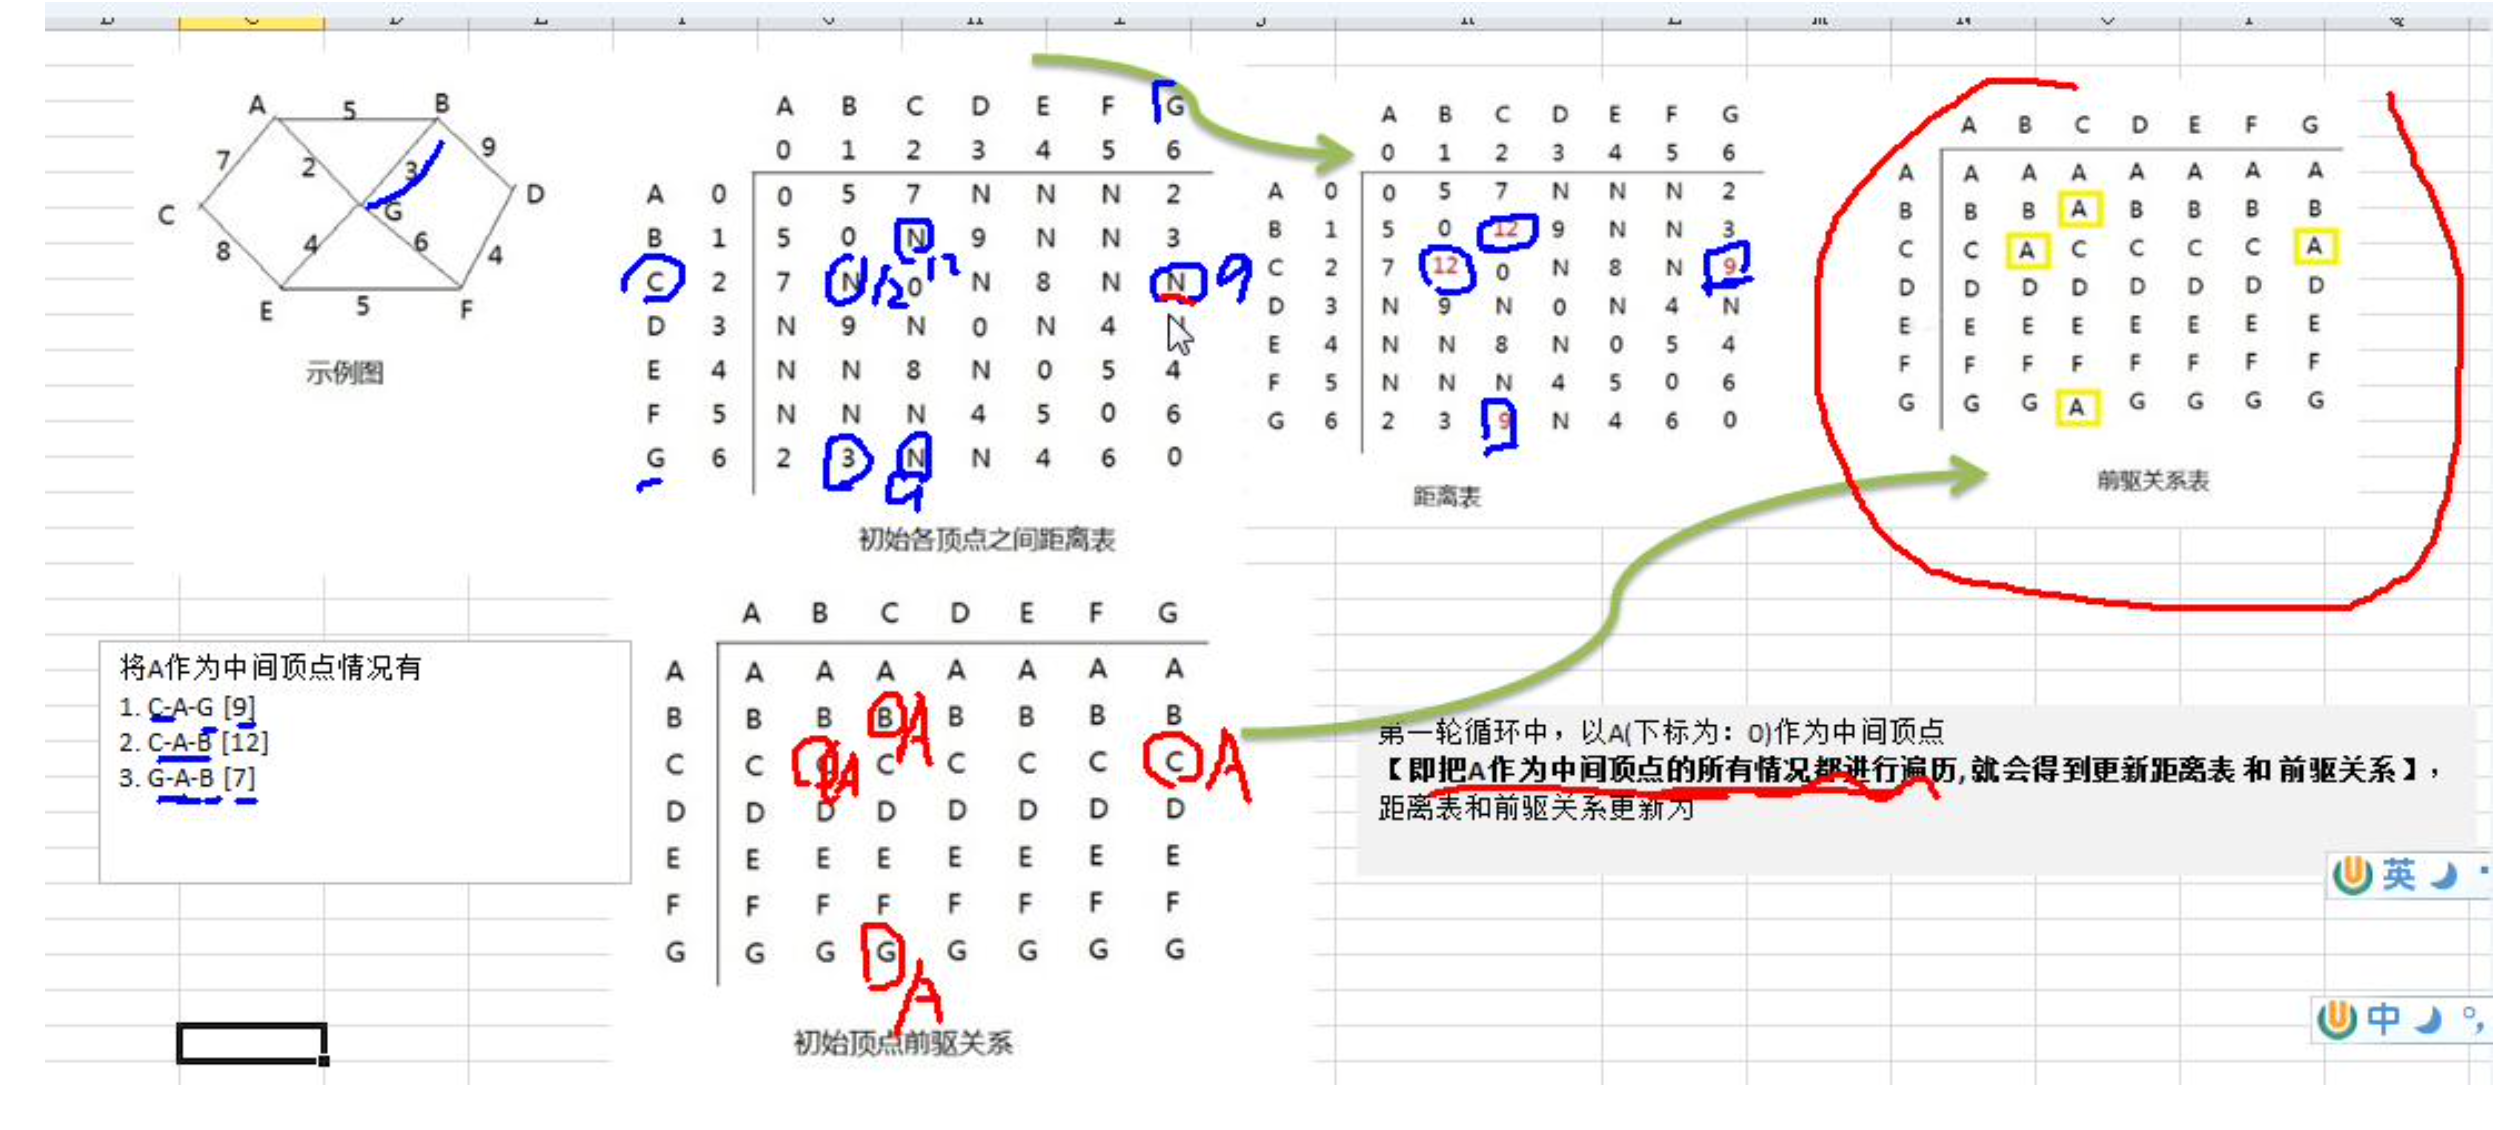 A 5 B
7 2 3 9
C G D
8 4 6 4
E 5 F
示例图
A B C D E F G
0 1 2 3 4 5 6
A 0 0 5 7 N N N 2
B 1 5 0 N 9 N N 3
C 2 7 N 12 0 N 8 N N 9
D 3 N 9 N 0 N 4 N
E 4 N N 8 N 0 5 4
F 5 N N N 4 5 0 6
G 6 2 3 N N 4 6 0
9
初始各顶点之间距离表
A B C D E F G
0 1 2 3 4 5 6
A 0 0 5 7 N N N 2
B 1 5 0 12 9 N N 3
C 2 7 12 0 N 8 N 9
D 3 N 9 N 0 N 4 N
E 4 N N 8 N 0 5 4
F 5 N N N 4 5 0 6
G 6 2 3 9 N 4 6 0
距离表
A B C D E F G
A A A A A A A A
B B B A B B B B
C C A C C C C A
D D D D D D D D
E E E E E E E E
F F F F F F F
G G G A G G G G
前驱关系表
将A作为中间顶点情况有
1. C-A-G [9]
2. C-A-B [12]
3. G-A-B [7]
A B C D E F G
A A A A A A A A
B B B B A B B B B
C C C A C C C C C A
D D D D D D D D
E E E E E E E E
F F F F F F F F
G G G G G G G G
A
初始顶点前驱关系
第一轮循环中，以A(下标为：0)作为中间顶点
【即把A作为中间顶点的所有情况都进行遍历,就会得到更新距离表 和 前驱关系】，
距离表和前驱关系更新为
英
中